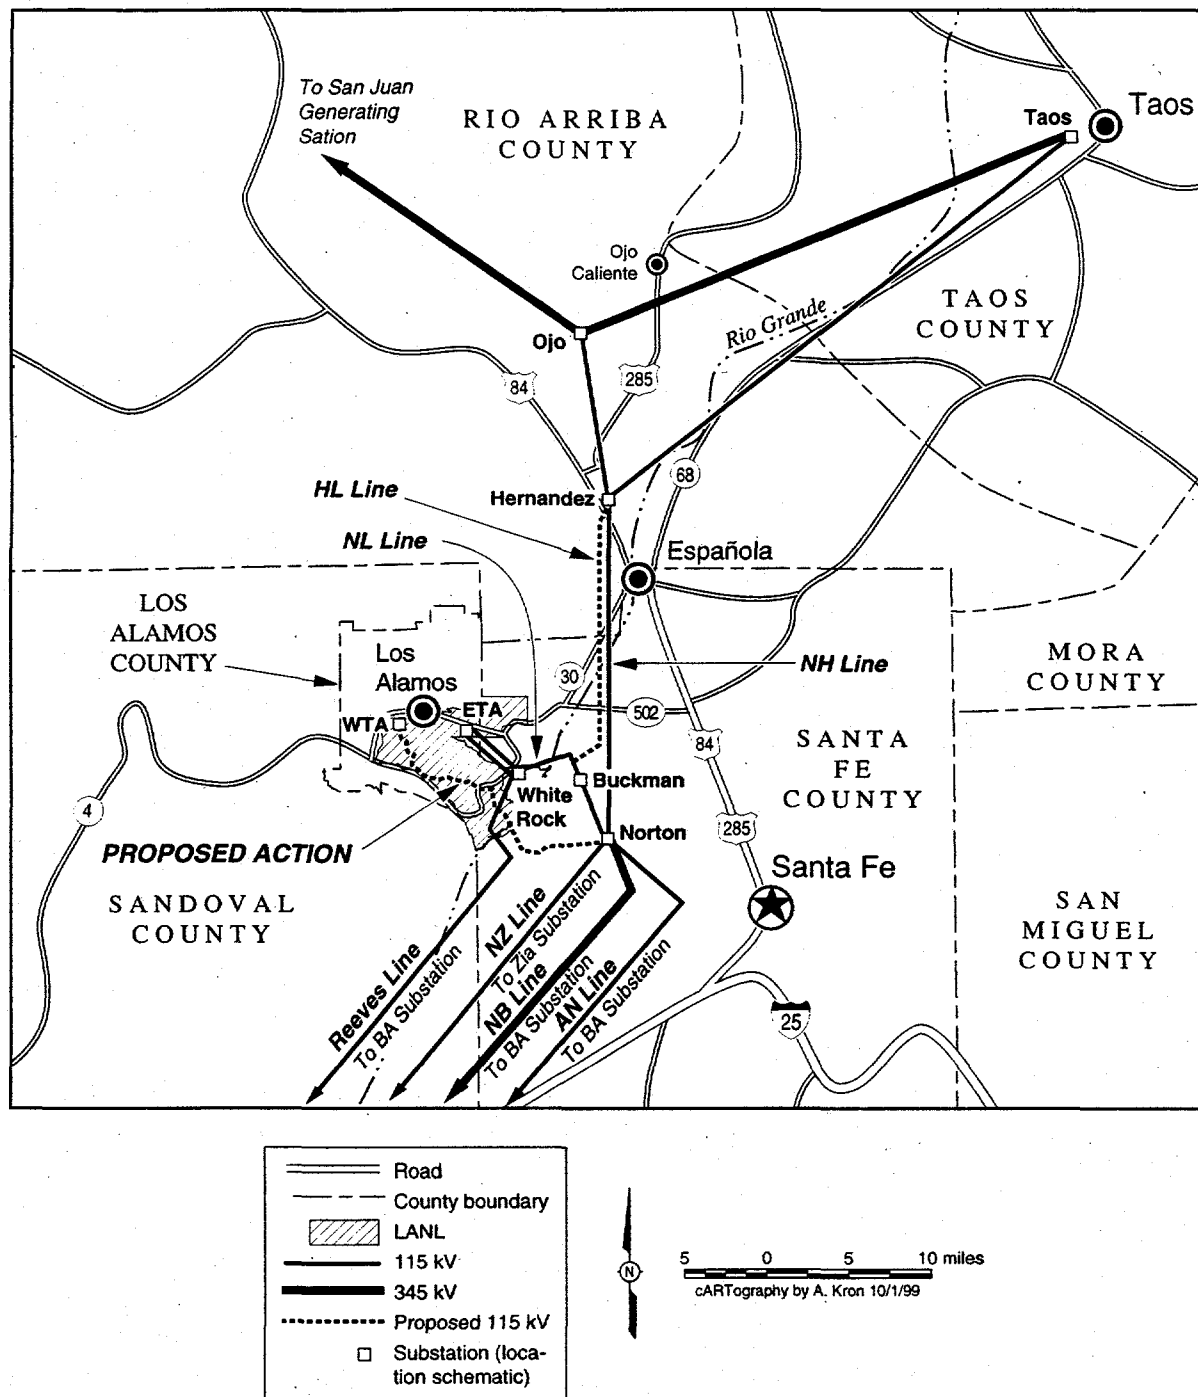 To San Juan
Generating
Sation
RIO ARRIBA
COUNTY
Taos
Taos
Ojo
Caliente
TAOS
COUNTY
Rio Grande
Ojo
84
285
68
HL Line
Hernandez
NL Line
Española
LOS
ALAMOS
COUNTY
Los
Alamos
NH Line
MORA
COUNTY
30
ETA
WTA
502
84
SANTA
FE
COUNTY
Buckman
White
Rock
4
Norton
285
PROPOSED ACTION
Santa Fe
SANDOVAL
COUNTY
SAN
MIGUEL
COUNTY
Reeves Line
To BA Substation
NZ Line
To Zia Substation
NB Line
To BA Substation
AN Line
To BA Substation
25
Road
County boundary
LANL
115 kV
345 kV
Proposed 115 kV
Substation (loca-
tion schematic)
N
5 0 5 10 miles
cARTography by A. Kron 10/1/99